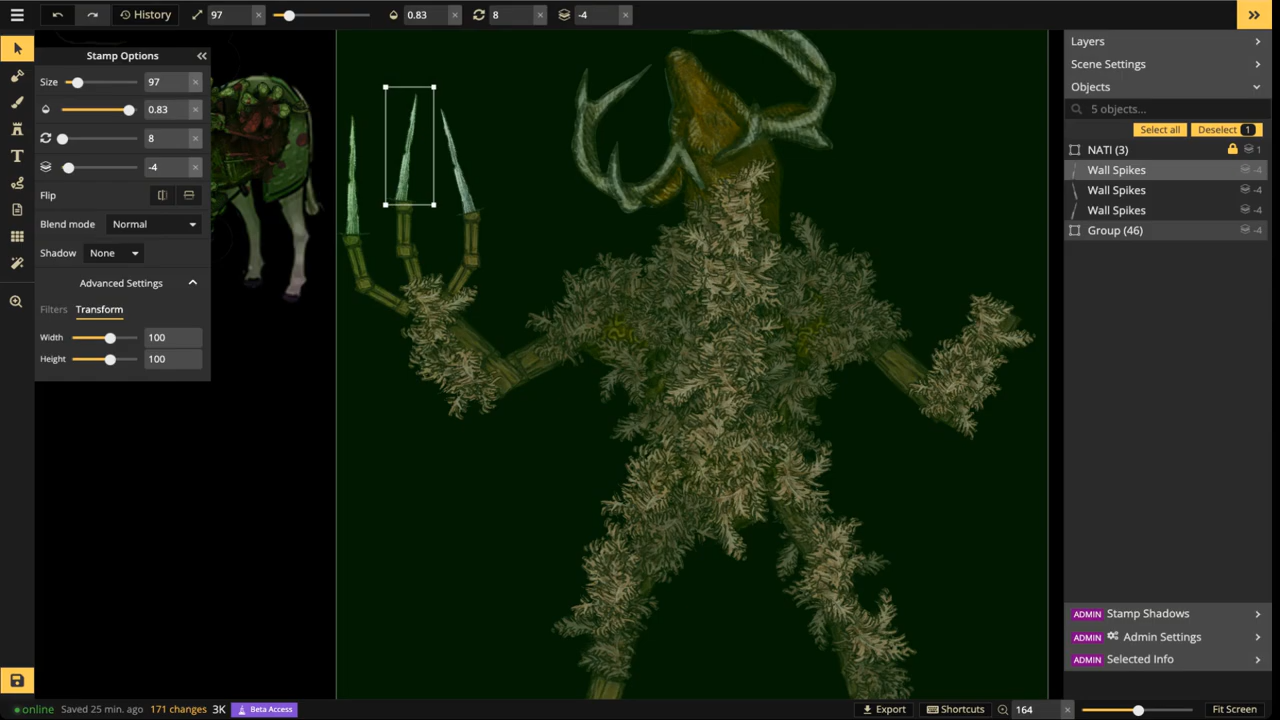 History
97
0.83
8
-4
Stamp Options
Size
97
0.83
8
-4
Flip
Blend mode
Normal
Shadow
None
Advanced Settings
Filters
Transform
Width
100
Height
100
Layers
Scene Settings
Objects
5 objects...
Select all
Deselect 1
NATI (3)
1
Wall Spikes
-4
Wall Spikes
-4
Wall Spikes
-4
Group (46)
-4
ADMIN Stamp Shadows
ADMIN Admin Settings
ADMIN Selected Info
online
Saved 25 min. ago
171 changes
3K
Beta Access
Export
Shortcuts
164
Fit Screen